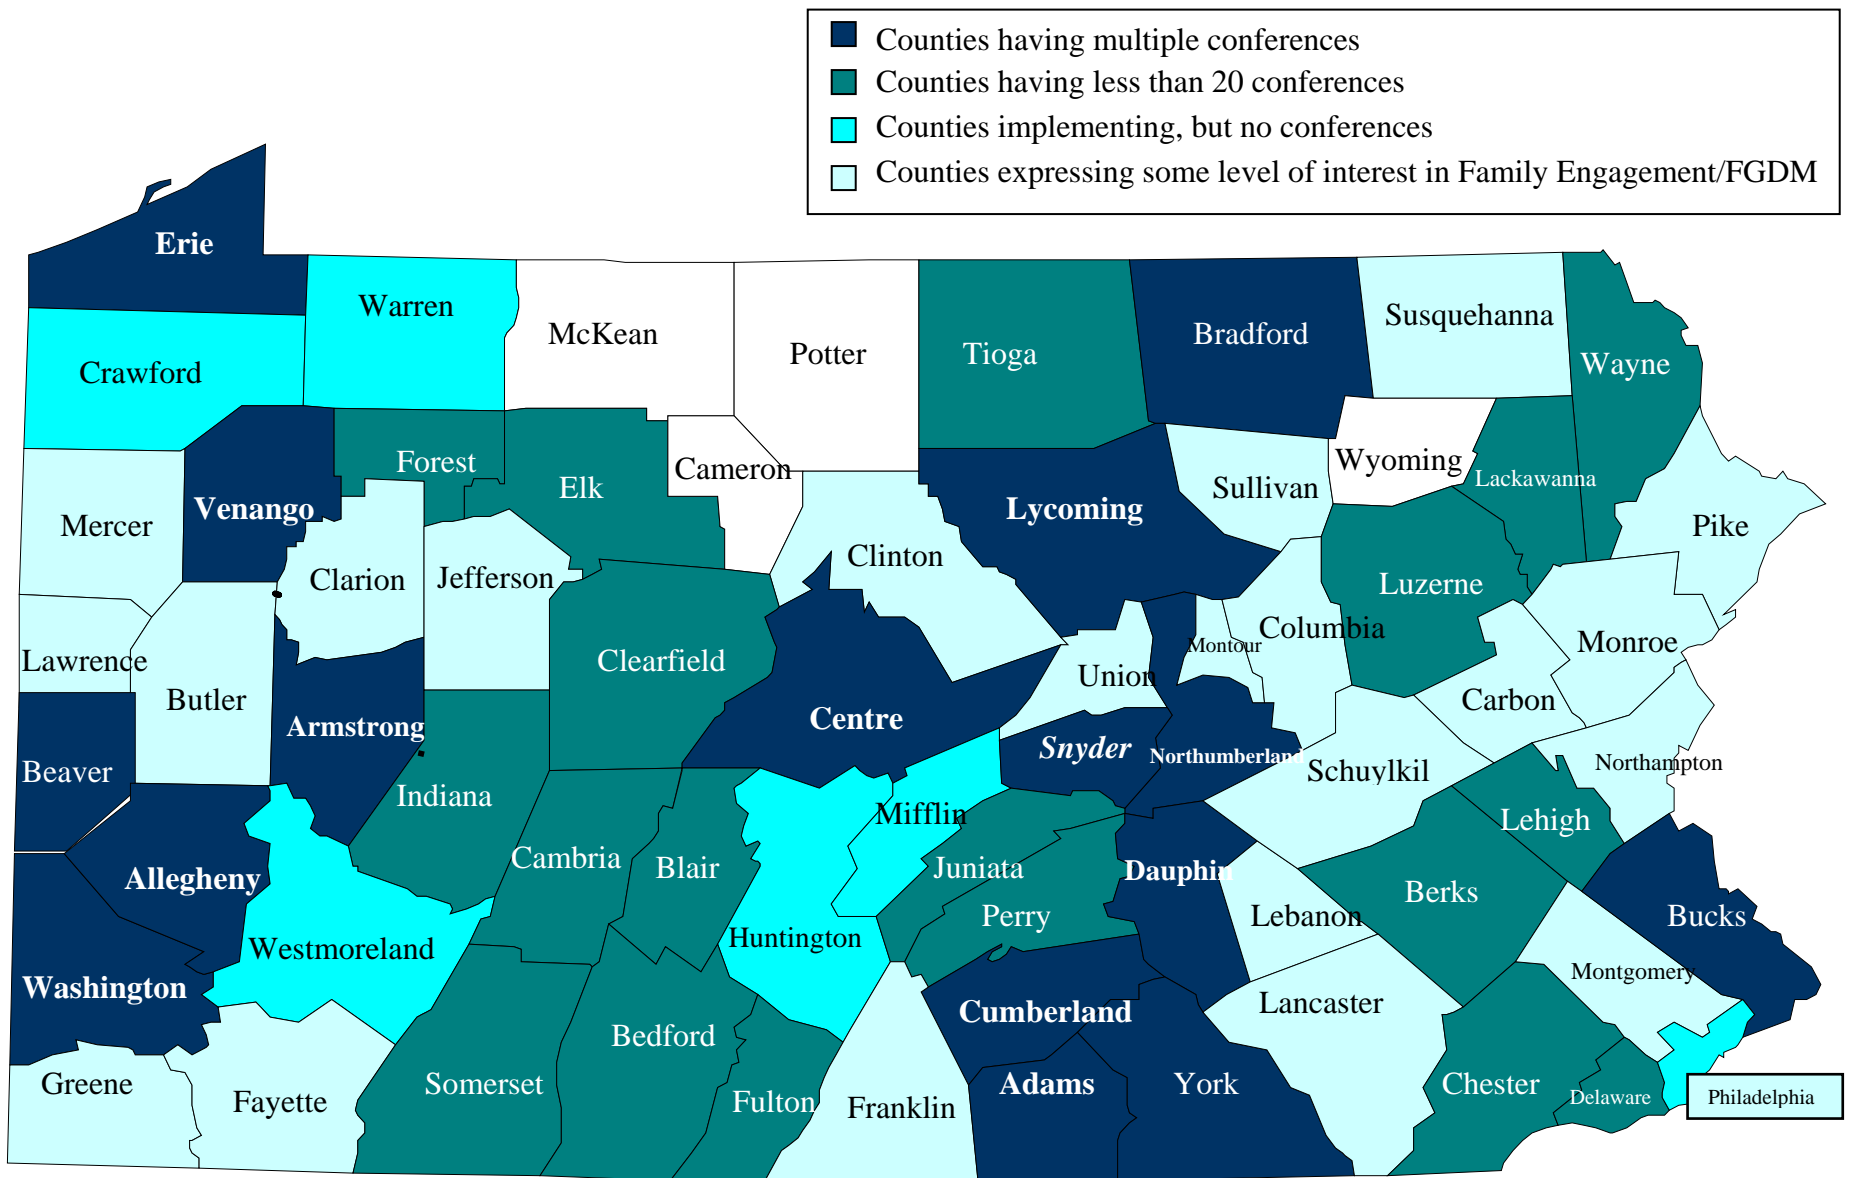 Counties having multiple conferences
Counties having less than 20 conferences
Counties implementing, but no conferences
Counties expressing some level of interest in Family Engagement/FGDM
Erie
Warren
McKean
Potter
Tioga
Bradford
Susquehanna
Wayne
Crawford
Forest
Elk
Cameron
Wyoming
Lackawanna
Mercer
Venango
Lycoming
Sullivan
Pike
Clarion
Jefferson
Clinton
Luzerne
Columbia
Montour
Monroe
Lawrence
Butler
Clearfield
Union
Carbon
Armstrong
Centre
Snyder
Northumberland
Schuylkil
Northampton
Beaver
Indiana
Mifflin
Lehigh
Allegheny
Cambria
Blair
Juniata
Dauphin
Berks
Perry
Lebanon
Bucks
Westmoreland
Huntington
Montgomery
Washington
Cumberland
Lancaster
Bedford
Greene
Fayette
Somerset
Fulton
Franklin
Adams
York
Chester
Delaware
Philadelphia